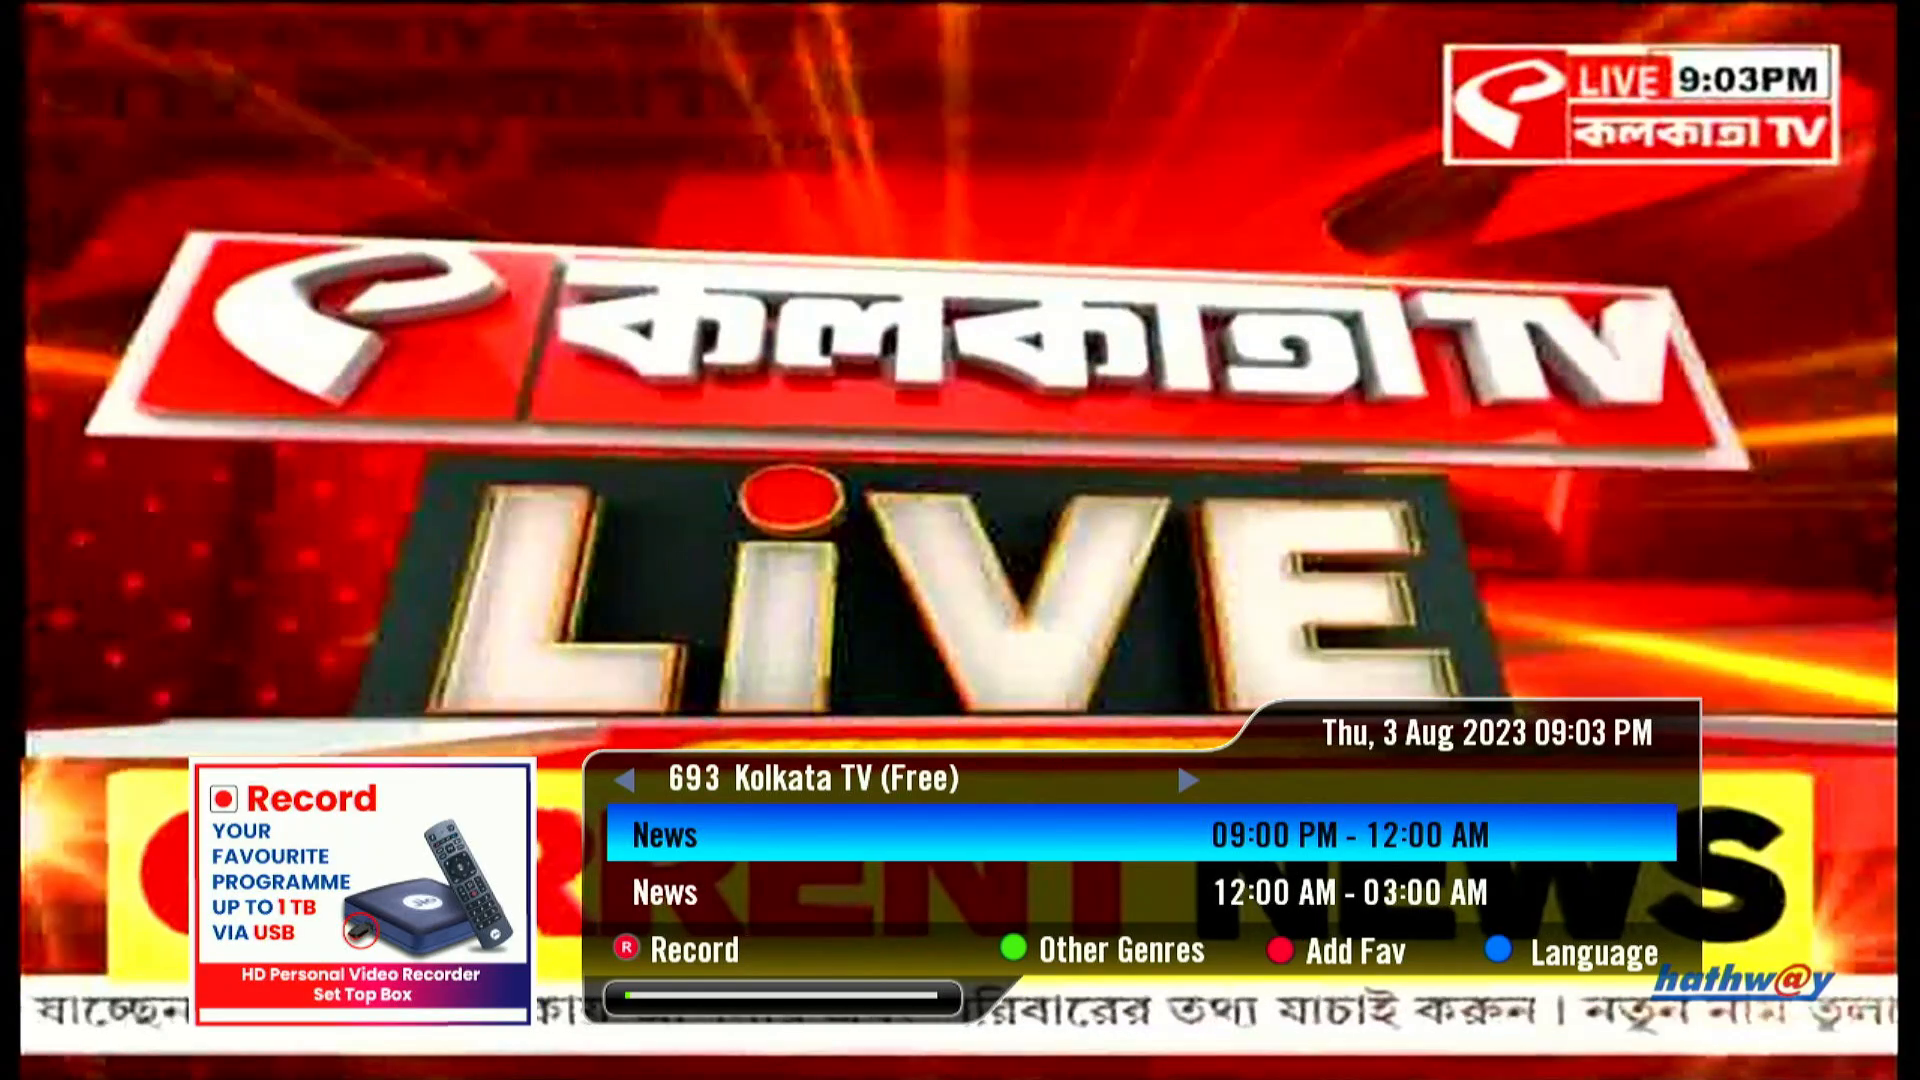 LIVE 9:03PM
কলকাতা TV
কলকাতা TV
LiVE
Thu, 3 Aug 2023 09:03 PM
693 Kolkata TV (Free)
News 09:00 PM - 12:00 AM
News 12:00 AM - 03:00 AM
R Record Other Genres Add Fav Language
Record
YOUR
FAVOURITE
PROGRAMME
UP TO 1 TB
VIA USB
HD Personal Video Recorder
Set Top Box
NEWS
hathw@y
যাচ্ছেন তথ্য যাচাই করুন । নতুন নাম